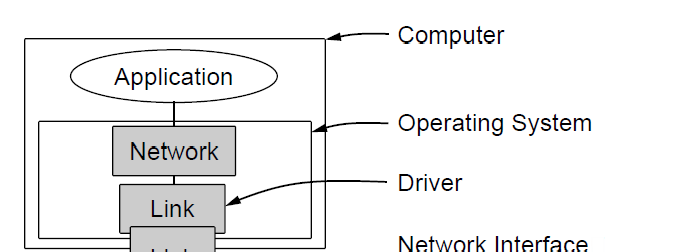 Computer
Application
Operating System
Network
Driver
Link
Network Interface